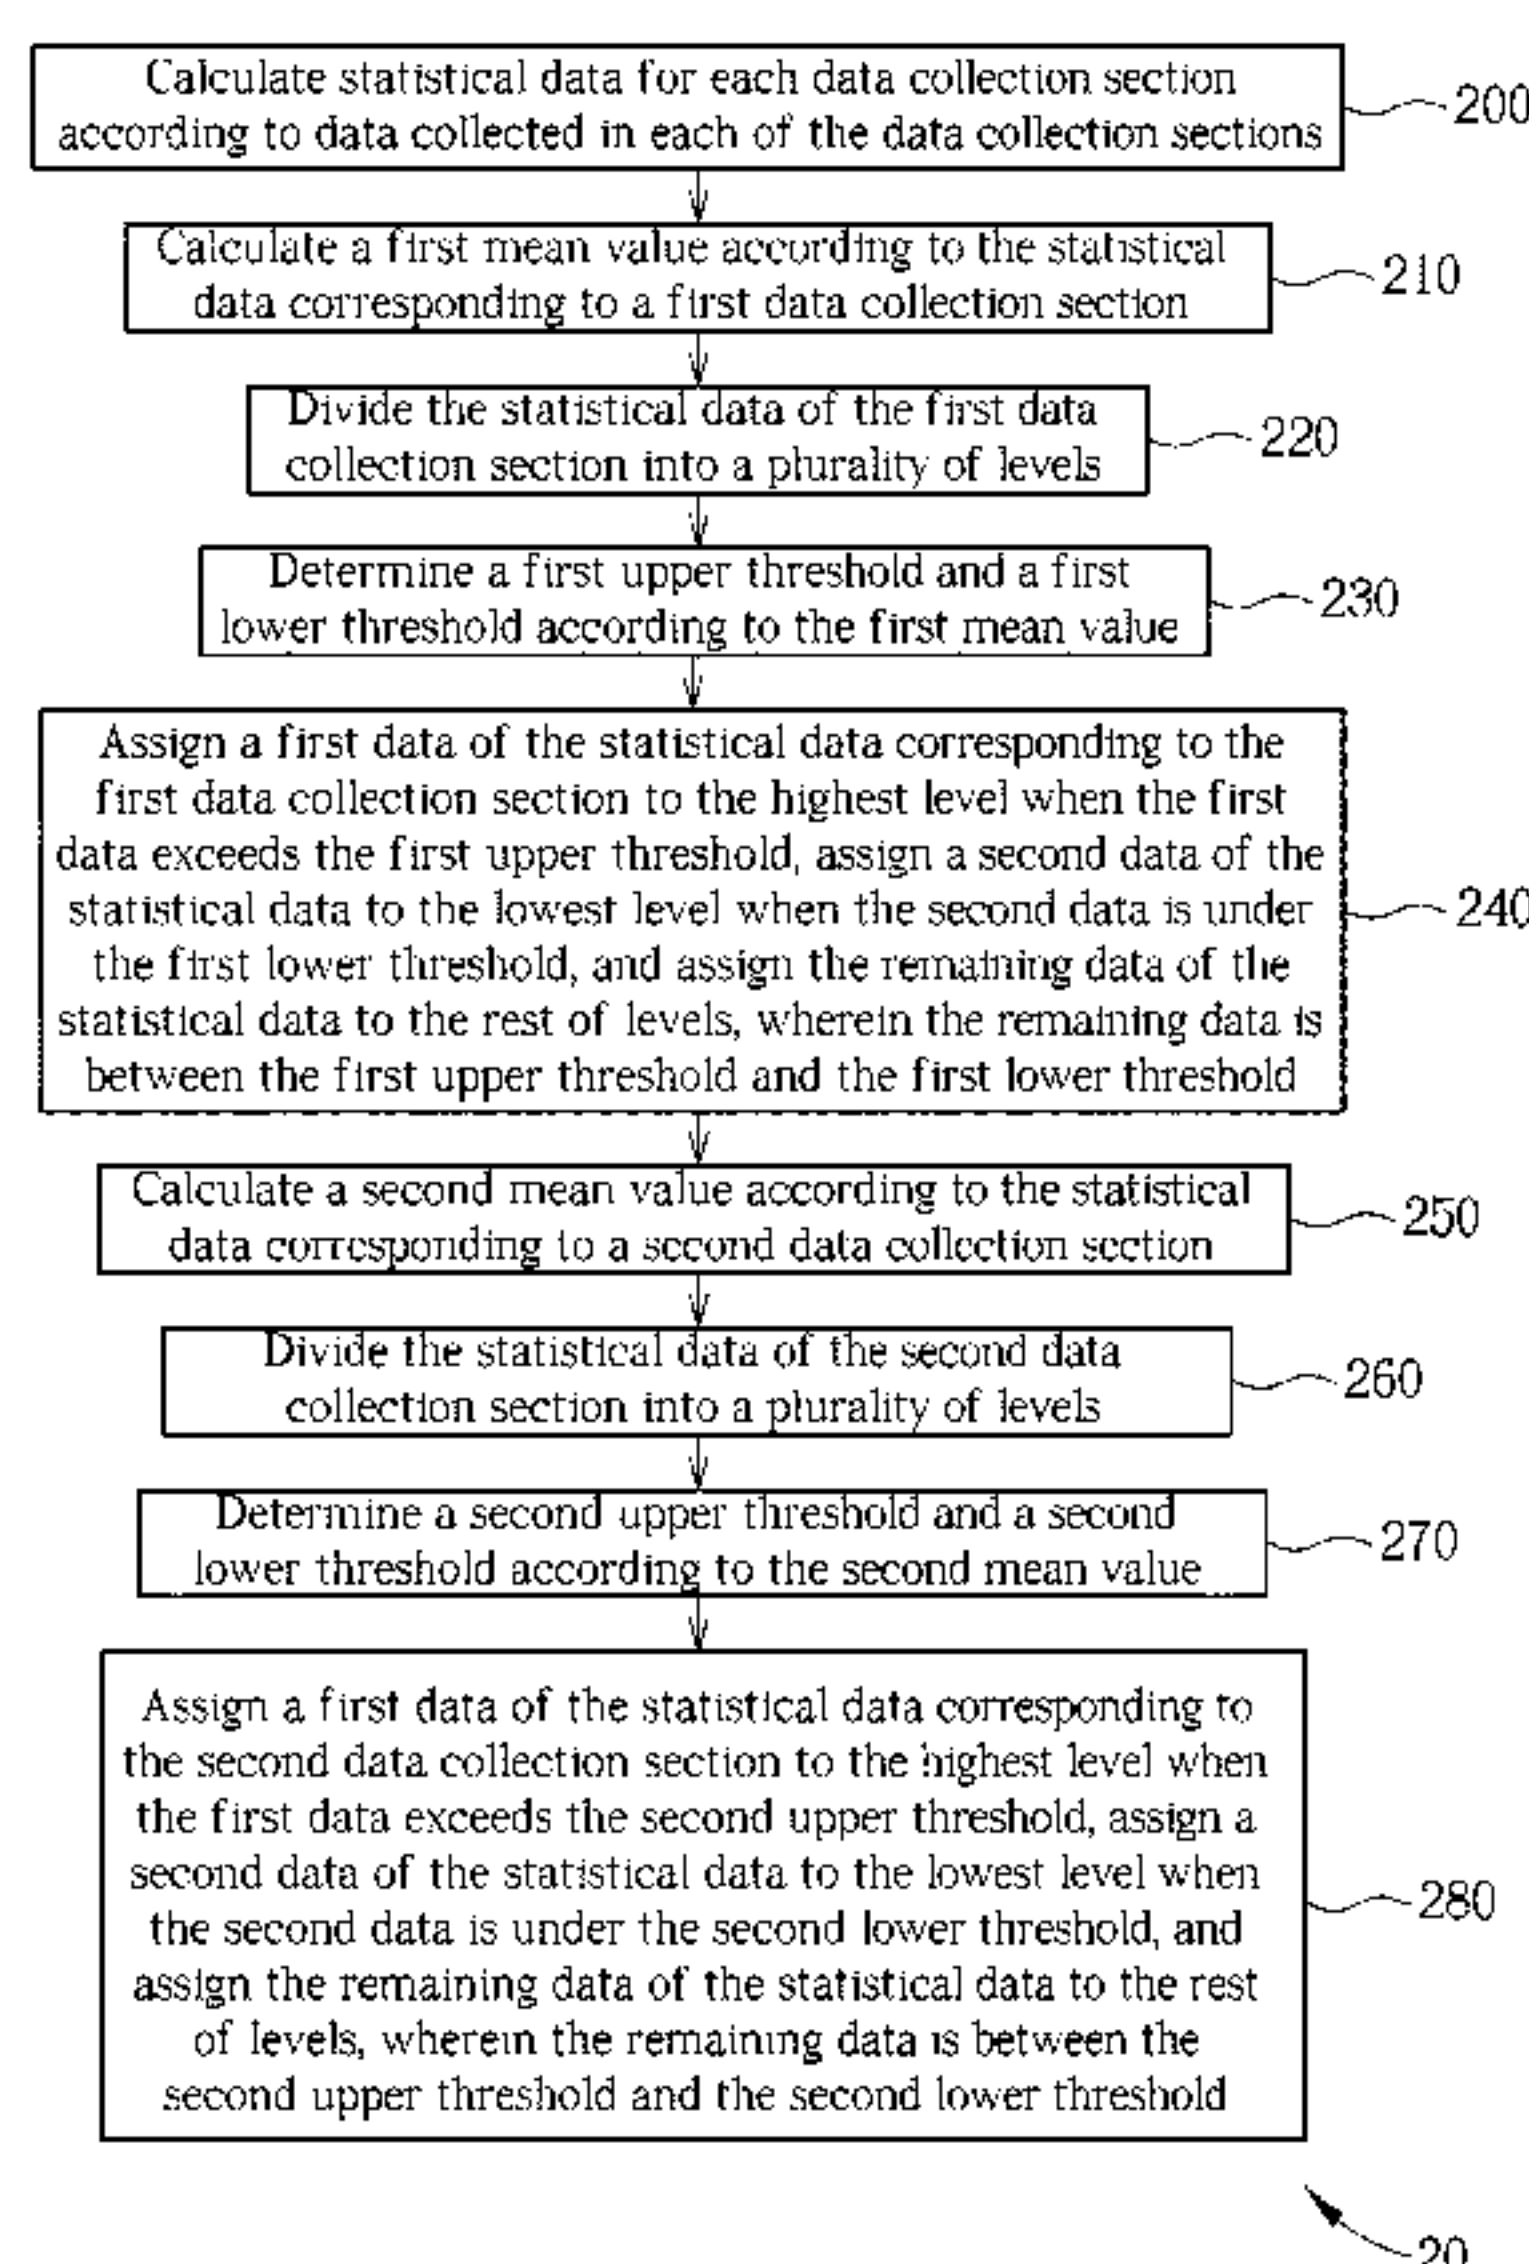 Calculate statistical data for each data collection section
according to data collected in each of the data collection sections
200
Calculate a first mean value according to the statistical
data corresponding to a first data collection section
210
Divide the statistical data of the first data
collection section into a plurality of levels
220
Determine a first upper threshold and a first
lower threshold according to the first mean value
230
Assign a first data of the statistical data corresponding to the
first data collection section to the highest level when the first
data exceeds the first upper threshold, assign a second data of the
statistical data to the lowest level when the second data is under
the first lower threshold, and assign the remaining data of the
statistical data to the rest of levels, wherein the remaining data is
between the first upper threshold and the first lower threshold
240
Calculate a second mean value according to the statistical
data corresponding to a second data collection section
250
Divide the statistical data of the second data
collection section into a plurality of levels
260
Determine a second upper threshold and a second
lower threshold according to the second mean value
270
Assign a first data of the statistical data corresponding to
the second data collection section to the highest level when
the first data exceeds the second upper threshold, assign a
second data of the statistical data to the lowest level when
the second data is under the second lower threshold, and
assign the remaining data of the statistical data to the rest
of levels, wherein the remaining data is between the
second upper threshold and the second lower threshold
280
20